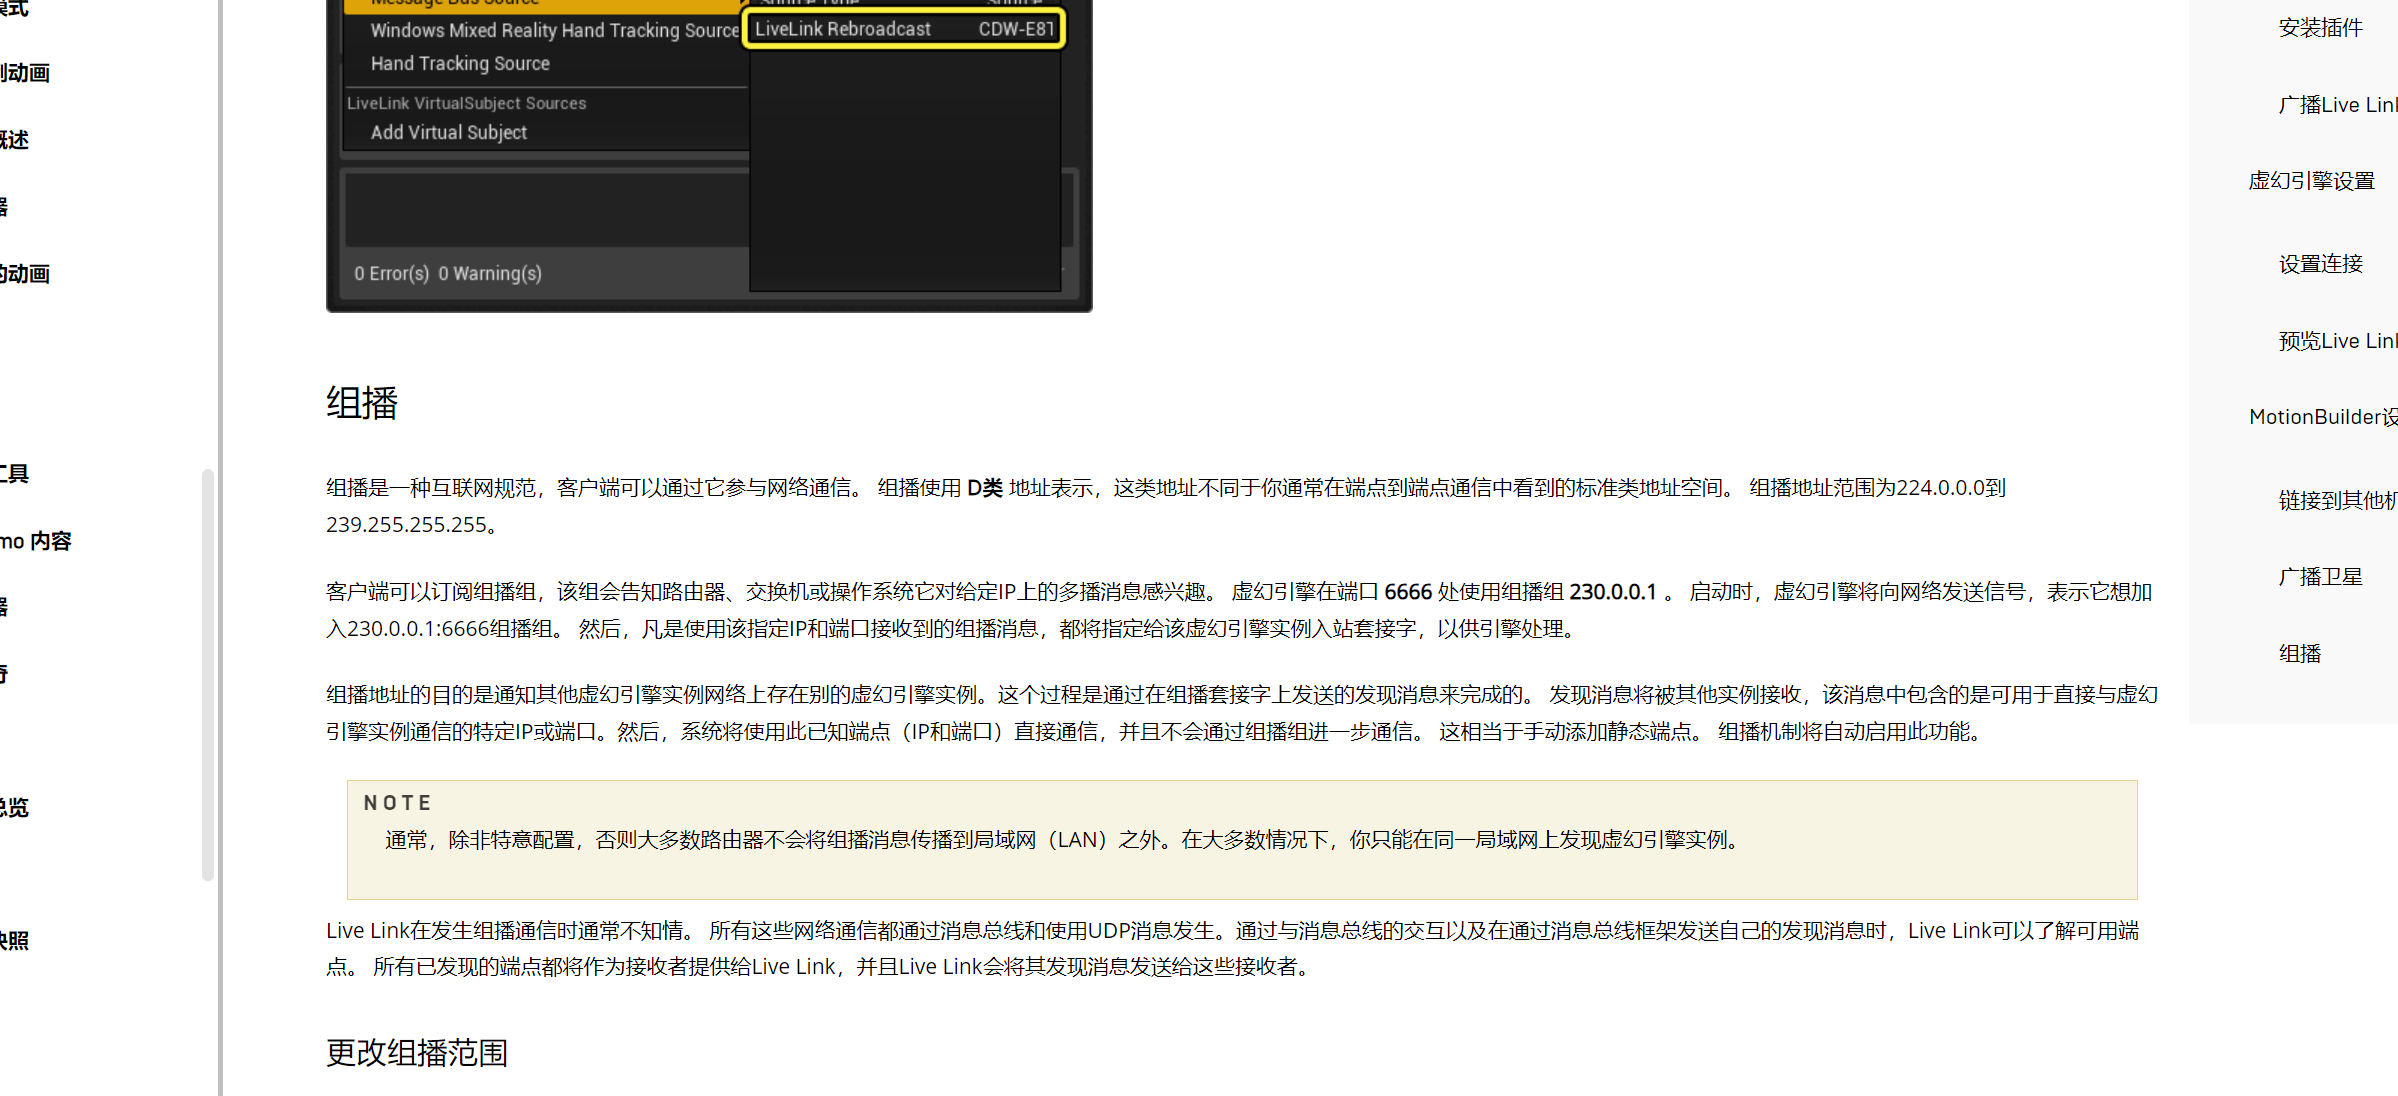 Message Bus Source
Source Type Source
Windows Mixed Reality Hand Tracking Source
LiveLink Rebroadcast CDW-E81
Hand Tracking Source
LiveLink VirtualSubject Sources
Add Virtual Subject
0 Error(s) 0 Warning(s)
组播
组播是一种互联网规范，客户端可以通过它参与网络通信。 组播使用 D类 地址表示，这类地址不同于你通常在端点到端点通信中看到的标准类地址空间。 组播地址范围为224.0.0.0到
239.255.255.255。
客户端可以订阅组播组，该组会告知路由器、交换机或操作系统它对给定IP上的多播消息感兴趣。 虚幻引擎在端口 6666 处使用组播组 230.0.0.1 。 启动时，虚幻引擎将向网络发送信号，表示它想加
入230.0.0.1:6666组播组。 然后，凡是使用该指定IP和端口接收到的组播消息，都将指定给该虚幻引擎实例入站套接字，以供引擎处理。
组播地址的目的是通知其他虚幻引擎实例网络上存在别的虚幻引擎实例。这个过程是通过在组播套接字上发送的发现消息来完成的。 发现消息将被其他实例接收，该消息中包含的是可用于直接与虚幻
引擎实例通信的特定IP或端口。然后，系统将使用此已知端点（IP和端口）直接通信，并且不会通过组播组进一步通信。 这相当于手动添加静态端点。 组播机制将自动启用此功能。
NOTE
通常，除非特意配置，否则大多数路由器不会将组播消息传播到局域网（LAN）之外。在大多数情况下，你只能在同一局域网上发现虚幻引擎实例。
Live Link在发生组播通信时通常不知情。 所有这些网络通信都通过消息总线和使用UDP消息发生。通过与消息总线的交互以及在通过消息总线框架发送自己的发现消息时，Live Link可以了解可用端
点。 所有已发现的端点都将作为接收者提供给Live Link，并且Live Link会将其发现消息发送给这些接收者。
更改组播范围
模式
动画
概述
器
的动画
工具
mo 内容
器
总览
快照
安装插件
广播Live Link
虚幻引擎设置
设置连接
预览Live Link
MotionBuilder设
链接到其他机
广播卫星
组播